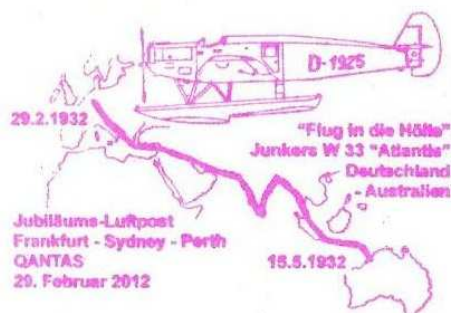 D-1925
29.2.1932
"Flug in die Hölle"
Junkers W 33 "Atlantis"
Deutschland
- Australien
Jubiläums-Luftpost
Frankfurt - Sydney - Perth
QANTAS
29. Februar 2012
15.5.1932